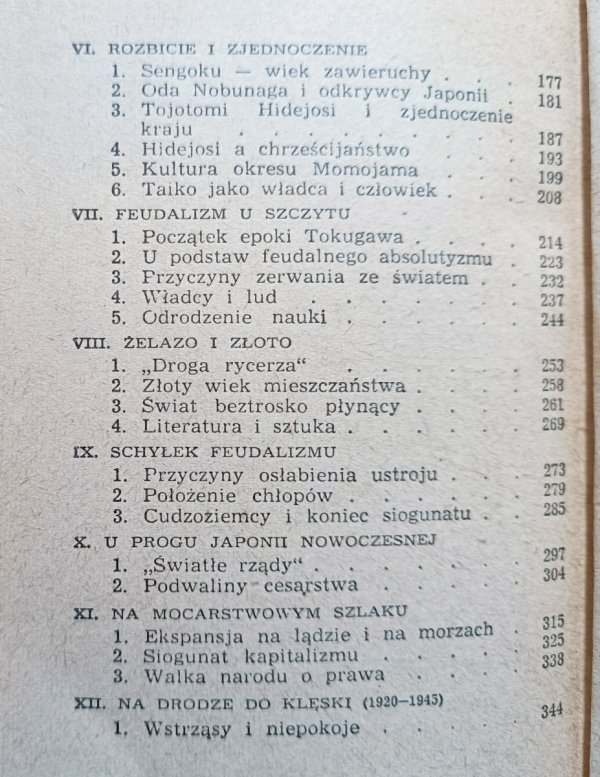 VI. ROZBICIE I ZJEDNOCZENIE
1. Sengoku — wiek zawieruchy . . . 177
2. Oda Nobunaga i odkrywcy Japonii . 181
3. Tojotomi Hidejosi i zjednoczenie
kraju . . . . . . . . 187
4. Hidejosi a chrześcijaństwo . . . . 193
5. Kultura okresu Momojama . . . . 199
6. Taiko jako władca i człowiek . . . 208
VII. FEUDALIZM U SZCZYTU
1. Początek epoki Tokugawa . . . . 214
2. U podstaw feudalnego absolutyzmu . 223
3. Przyczyny zerwania ze światem . . 232
4. Władcy i lud . . . . . . 237
5. Odrodzenie nauki . . . . . 244
VIII. ŻELAZO I ZŁOTO
1. „Droga rycerza“ . . . . . 253
2. Złoty wiek mieszczaństwa . . . . 258
3. Świat beztrosko płynący . . . . 261
4. Literatura i sztuka . . . . . 269
IX. SCHYŁEK FEUDALIZMU
1. Przyczyny osłabienia ustroju . . . 273
2. Położenie chłopów . . . . . 279
3. Cudzoziemcy i koniec siogunatu . . 285
X. U PROGU JAPONII NOWOCZESNEJ
1. „Światłe rządy“ . . . . . . 297
2. Podwaliny cesarstwa . . . . . 304
XI. NA MOCARSTWOWYM SZLAKU
1. Ekspansja na lądzie i na morzach . 315
2. Siogunat kapitalizmu . . . . 325
3. Walka narodu o prawa . . . . 338
XII. NA DRODZE DO KLĘSKI (1920—1945)
1. Wstrząsy i niepokoje . . . . 344